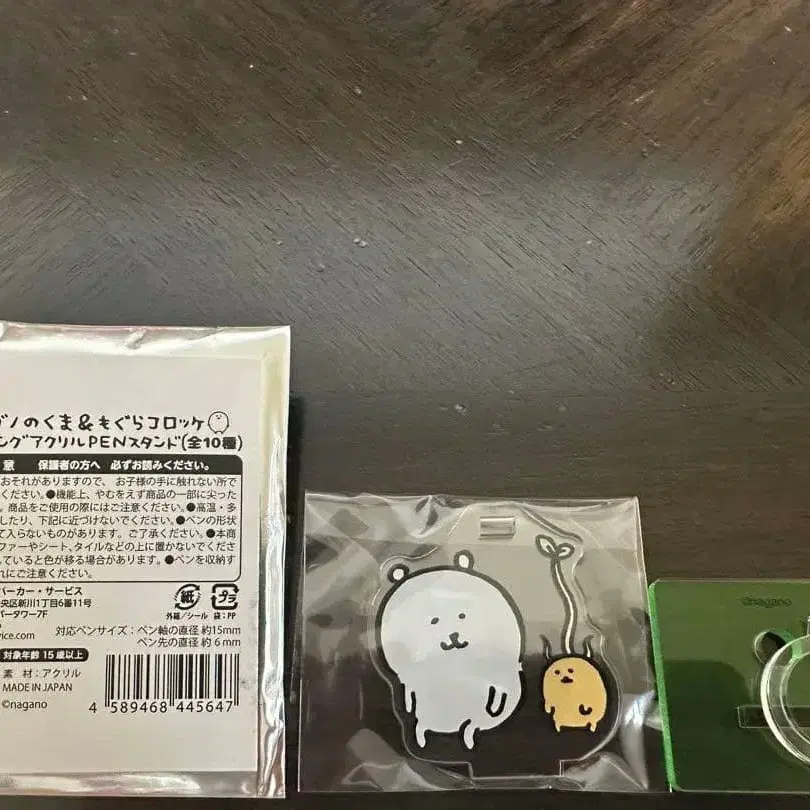 ガノのくま&もぐらコロッケ
ングアクリルPENスタンド(全10種)
意 保護者の方へ 必ずお読みください。
おそれがありますので、お子様の手に触れない所で
ください。●機能上、やむをえず商品の一部に尖った
。商品をご使用の際にはご注意ください。●高温・多
したり、下記に近づけないでください。●ペンの形状
て入らないものがあります。ご了承ください。●本商
ファーやシート、タイルなどの上に置かないでくださ
していると色が移る場合があります。●ペンを収納す
れにご注意ください。
パーカー・サービス
央区新川1丁目6番11号
パータワー7F
vice.com
紙
プラ
外箱/シール 袋:PP
対応ペンサイズ:ペン軸の直径 約15mm
ペン先の直径 約6mm
対象年齢 15歳以上
素 材:アクリル
MADE IN JAPAN
©nagano
4 589468 445647
©nagano